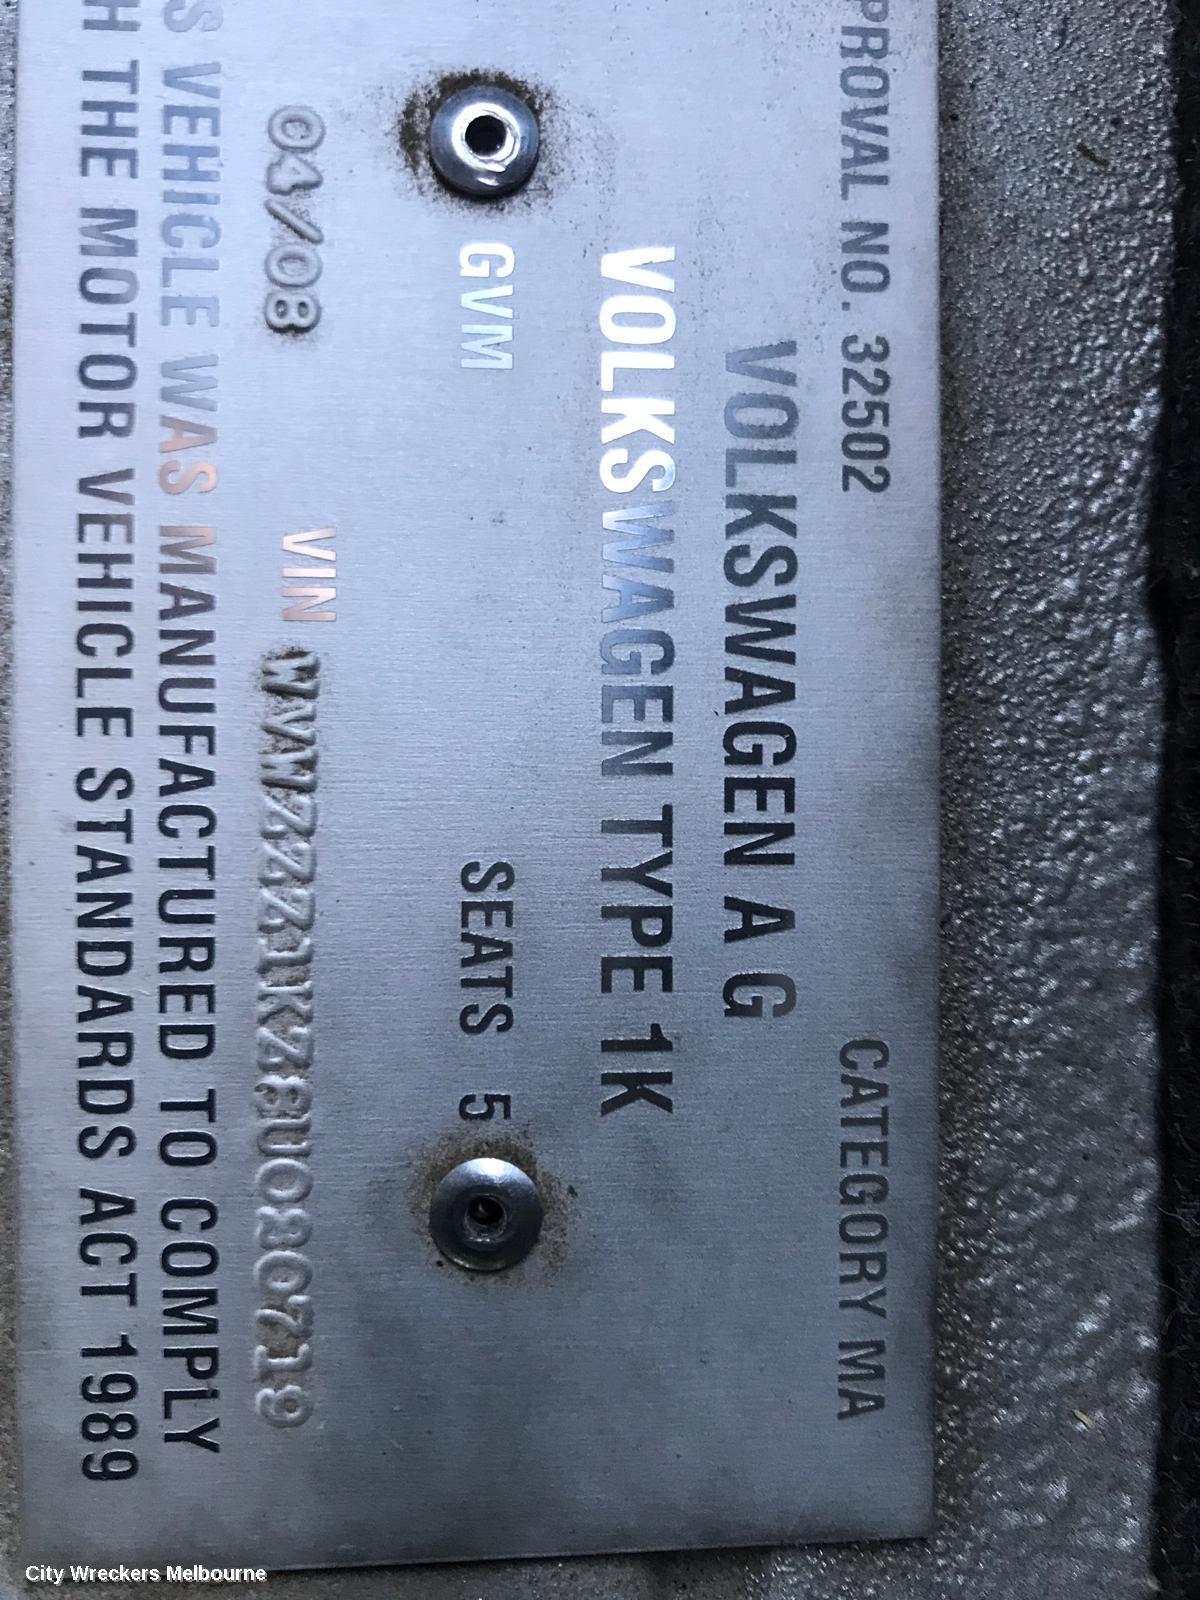 PROVAL NO. 32502 CATEGORY MA
VOLKSWAGEN A G
VOLKSWAGEN TYPE 1K
GVM SEATS 5
04/08 VIN WVWZZZ1KZ8U030719
S VEHICLE WAS MANUFACTURED TO COMPLY
H THE MOTOR VEHICLE STANDARDS ACT 1989
City Wreckers Melbourne